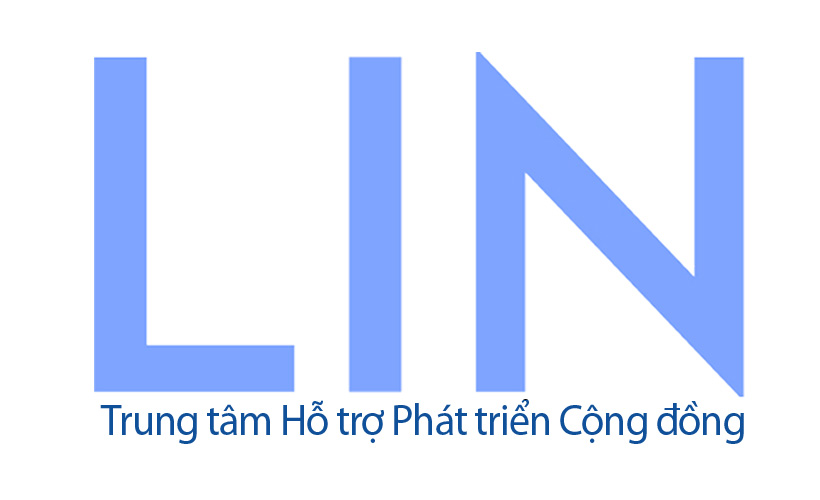 LIN
Trung tâm Hỗ trợ Phát triển Cộng đồng